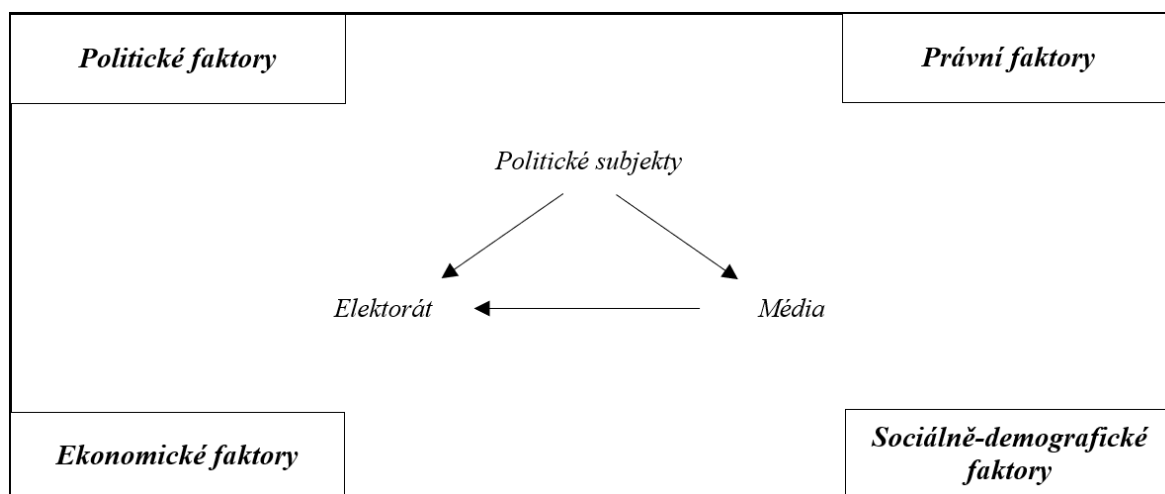 Politické faktory
Právní faktory
Politické subjekty
Elektorát
Média
Ekonomické faktory
Sociálně-demografické
faktory